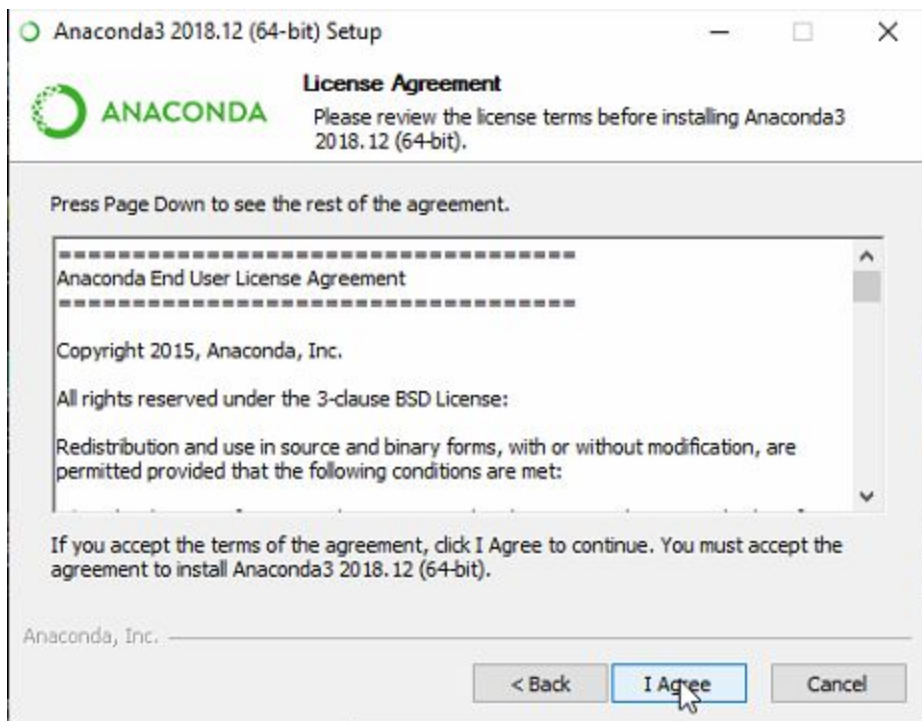 Anaconda3 2018.12 (64-bit) Setup
ANACONDA
License Agreement
Please review the license terms before installing Anaconda3
2018.12 (64-bit).
Press Page Down to see the rest of the agreement.
===================================
Anaconda End User License Agreement
===================================
Copyright 2015, Anaconda, Inc.
All rights reserved under the 3-clause BSD License:
Redistribution and use in source and binary forms, with or without modification, are
permitted provided that the following conditions are met:
If you accept the terms of the agreement, click I Agree to continue. You must accept the
agreement to install Anaconda3 2018.12 (64-bit).
Anaconda, Inc.
< Back
I Agree
Cancel